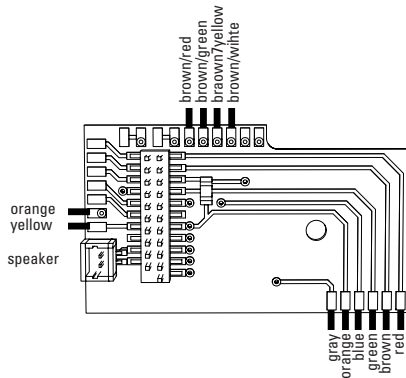 brown/red
brown/green
braown7yellow
brown/wihte
orange
yellow
speaker
gray
orange
blue
green
brown
red